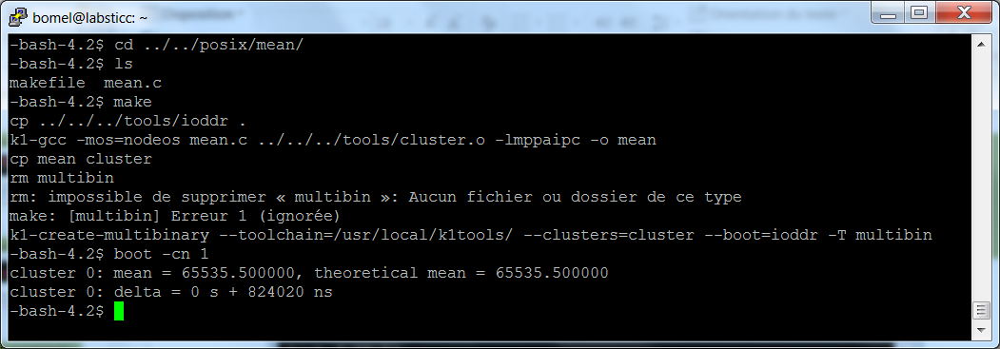 bomel@labsticc: ~
-bash-4.2$ cd ../../posix/mean/
-bash-4.2$ ls
makefile  mean.c
-bash-4.2$ make
cp ../../../tools/ioddr .
k1-gcc -mos=nodeos mean.c ../../../tools/cluster.o -lmppaipc -o mean
cp mean cluster
rm multibin
rm: impossible de supprimer « multibin »: Aucun fichier ou dossier de ce type
make: [multibin] Erreur 1 (ignorée)
k1-create-multibinary --toolchain=/usr/local/k1tools/ --clusters=cluster --boot=ioddr -T multibin
-bash-4.2$ boot -cn 1
cluster 0: mean = 65535.500000, theoretical mean = 65535.500000
cluster 0: delta = 0 s + 824020 ns
-bash-4.2$